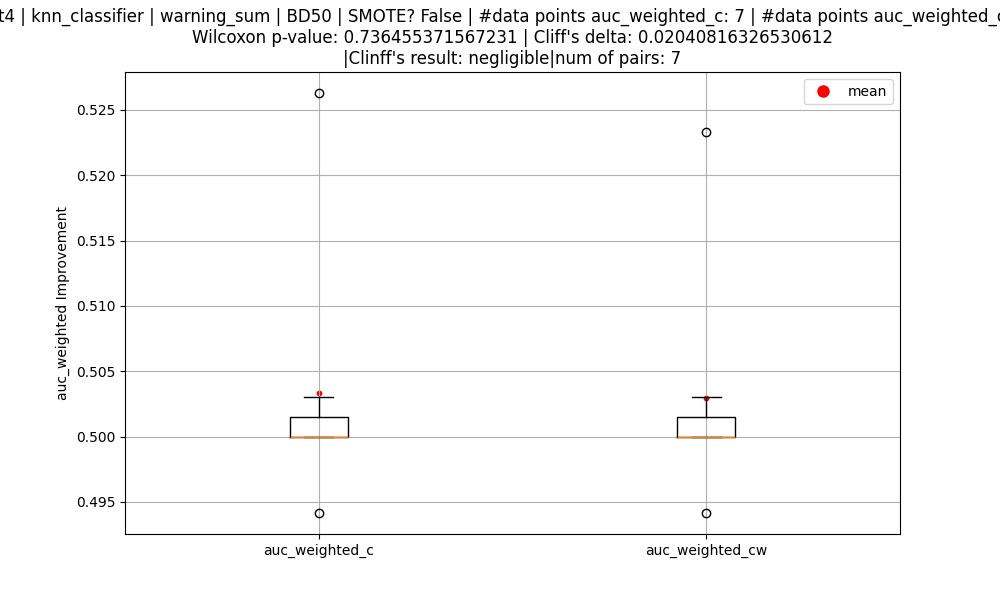 t4 | knn_classifier | warning_sum | BD50 | SMOTE? False | #data points auc_weighted_c: 7 | #data points auc_weighted_c
Wilcoxon p-value: 0.736455371567231 | Cliff's delta: 0.02040816326530612
|Clinff's result: negligible|num of pairs: 7
mean
0.525
0.520
0.515
0.510
0.505
0.500
0.495
auc_weighted Improvement
auc_weighted_c
auc_weighted_cw